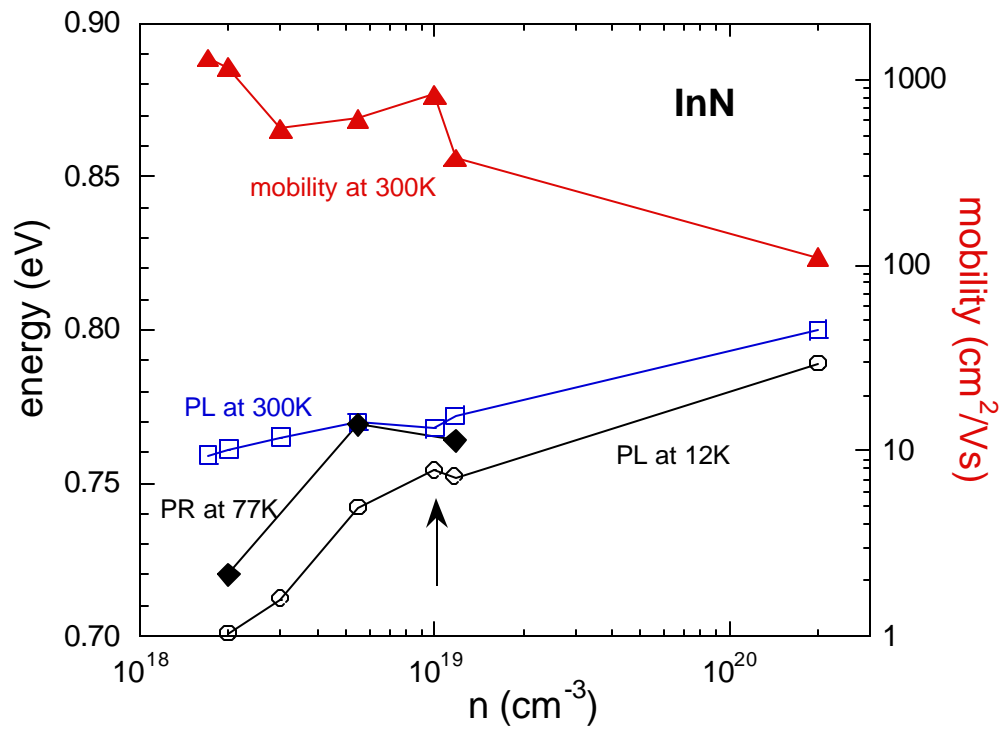 0.90
InN
1000
0.85
mobility at 300K
energy (eV)
mobility (cm²/Vs)
100
0.80
PL at 300K
PL at 12K
10
0.75
PR at 77K
0.70
1
10¹⁸
10¹⁹
10²⁰
n (cm⁻³)